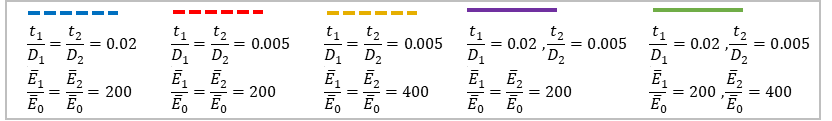 t₁/D₁ = t₂/D₂ = 0.02
Ē₁/Ē₀ = Ē₂/Ē₀ = 200
t₁/D₁ = t₂/D₂ = 0.005
Ē₁/Ē₀ = Ē₂/Ē₀ = 200
t₁/D₁ = t₂/D₂ = 0.005
Ē₁/Ē₀ = Ē₂/Ē₀ = 400
t₁/D₁ = 0.02 ,t₂/D₂ = 0.005
Ē₁/Ē₀ = Ē₂/Ē₀ = 200
t₁/D₁ = 0.02 ,t₂/D₂ = 0.005
Ē₁/Ē₀ = 200 ,Ē₂/Ē₀ = 400